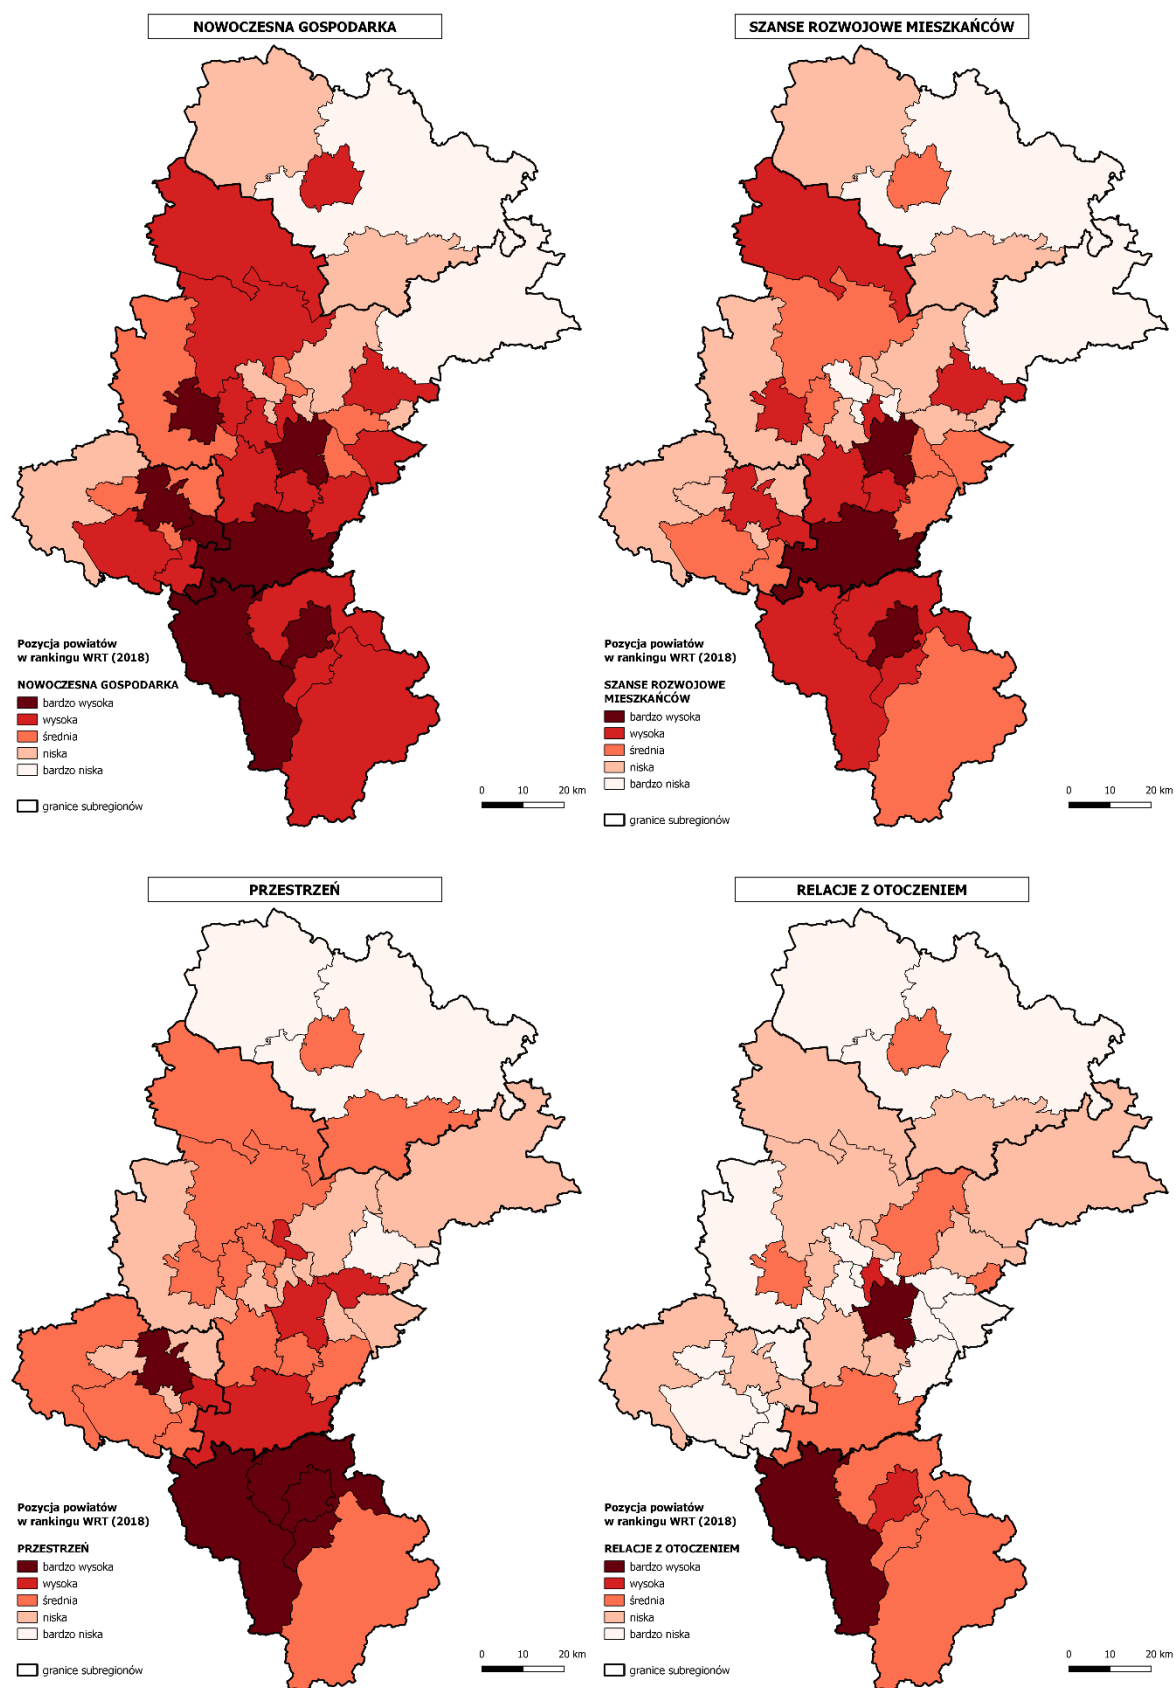 NOWOCZESNA GOSPODARKA
Pozycja powiatów
w rankingu WRT (2018)
NOWOCZESNA GOSPODARKA
bardzo wysoka
wysoka
średnia
niska
bardzo niska
granice subregionów
0 10 20 km
SZANSE ROZWOJOWE MIESZKAŃCÓW
Pozycja powiatów
w rankingu WRT (2018)
SZANSE ROZWOJOWE
MIESZKAŃCÓW
bardzo wysoka
wysoka
średnia
niska
bardzo niska
granice subregionów
0 10 20 km
PRZESTRZEŃ
Pozycja powiatów
w rankingu WRT (2018)
PRZESTRZEŃ
bardzo wysoka
wysoka
średnia
niska
bardzo niska
granice subregionów
0 10 20 km
RELACJE Z OTOCZENIEM
Pozycja powiatów
w rankingu WRT (2018)
RELACJE Z OTOCZENIEM
bardzo wysoka
wysoka
średnia
niska
bardzo niska
granice subregionów
0 10 20 km